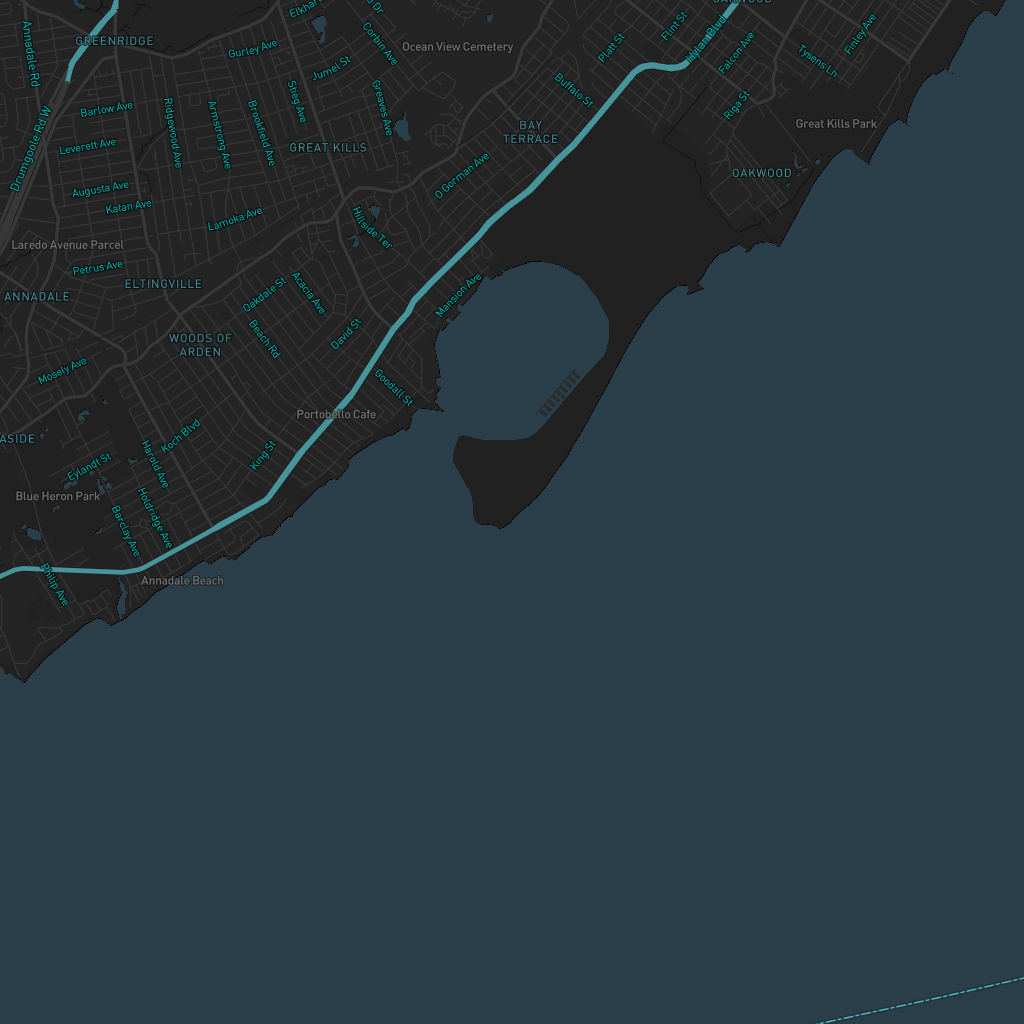 OAKWOOD
Elkhar
Dr
Annadale Rd
GREENRIDGE
Gurley Ave
Corbin Ave
Ocean View Cemetery
Platt St
Flint St
Hylan Blvd
Falcon Ave
Tysens Ln
Finley Ave
Jumel St
Stieg Ave
Greaves Ave
Buffalo St
Riga St
Great Kills Park
Barlow Ave
Ridgewood Ave
Armstrong Ave
Brookfield Ave
Drumgoole Rd W
Leverett Ave
GREAT KILLS
BAY
TERRACE
OAKWOOD
Augusta Ave
Katan Ave
O Gorman Ave
Lamoka Ave
Hillside Ter
Laredo Avenue Parcel
Petrus Ave
ANNADALE
ELTINGVILLE
Oakdale St
Acacia Ave
Mansion Ave
WOODS OF
ARDEN
Beach Rd
David St
Mosely Ave
Goodall St
Portobello Cafe
ASIDE
Koch Blvd
King St
Harold Ave
Eylandt St
Blue Heron Park
Holdridge Ave
Barclay Ave
Philip Ave
Annadale Beach